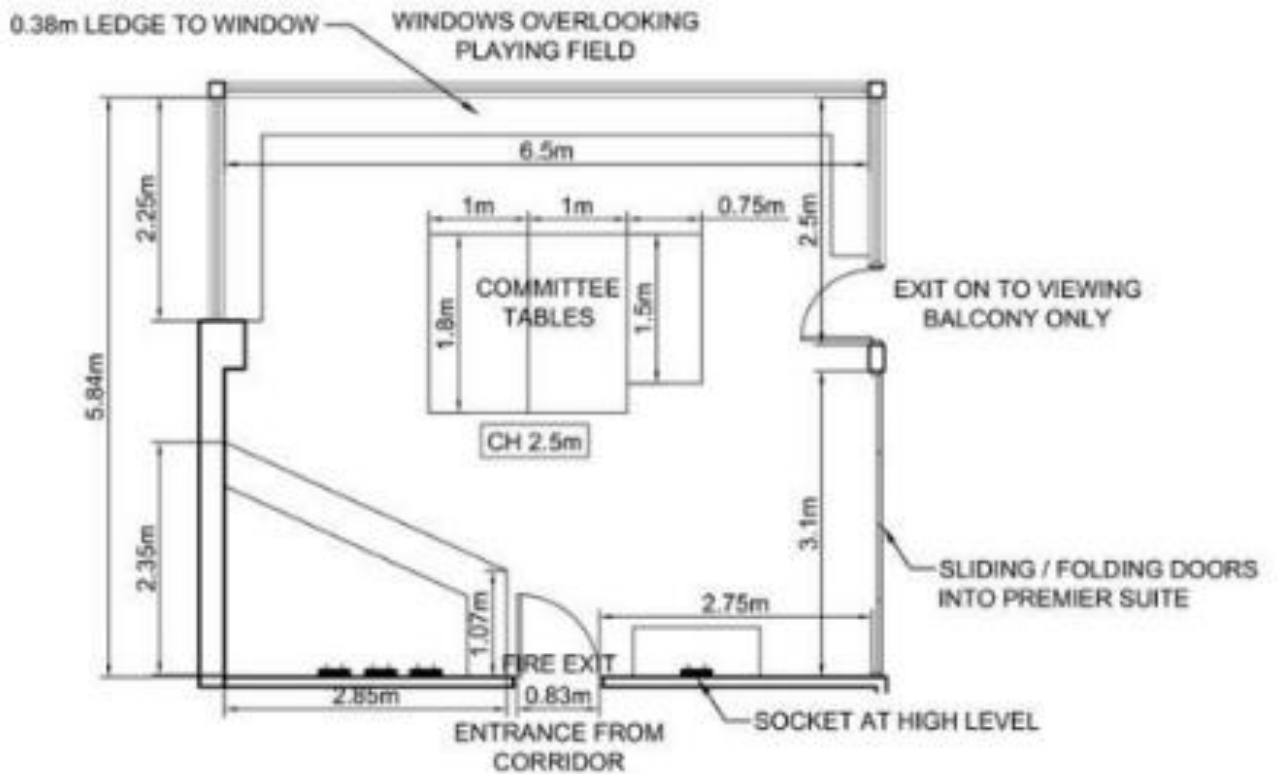 0.38m LEDGE TO WINDOW
WINDOWS OVERLOOKING
PLAYING FIELD
6.5m
2.25m
1m
1m
0.75m
2.5m
COMMITTEE
TABLES
1.8m
1.5m
EXIT ON TO VIEWING
BALCONY ONLY
5.84m
CH 2.5m
2.35m
3.1m
SLIDING / FOLDING DOORS
INTO PREMIER SUITE
2.75m
1.07m
FIRE EXIT
2.85m
0.83m
SOCKET AT HIGH LEVEL
ENTRANCE FROM
CORRIDOR